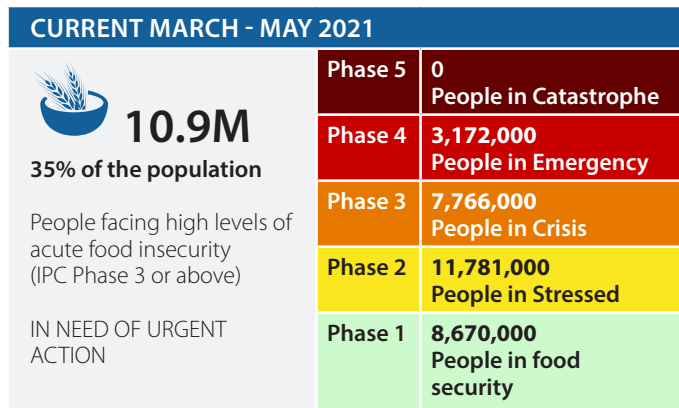 CURRENT MARCH - MAY 2021
10.9M
35% of the population
People facing high levels of
acute food insecurity
(IPC Phase 3 or above)
IN NEED OF URGENT
ACTION
Phase 5
0
People in Catastrophe
Phase 4
3,172,000
People in Emergency
Phase 3
7,766,000
People in Crisis
Phase 2
11,781,000
People in Stressed
Phase 1
8,670,000
People in food
security